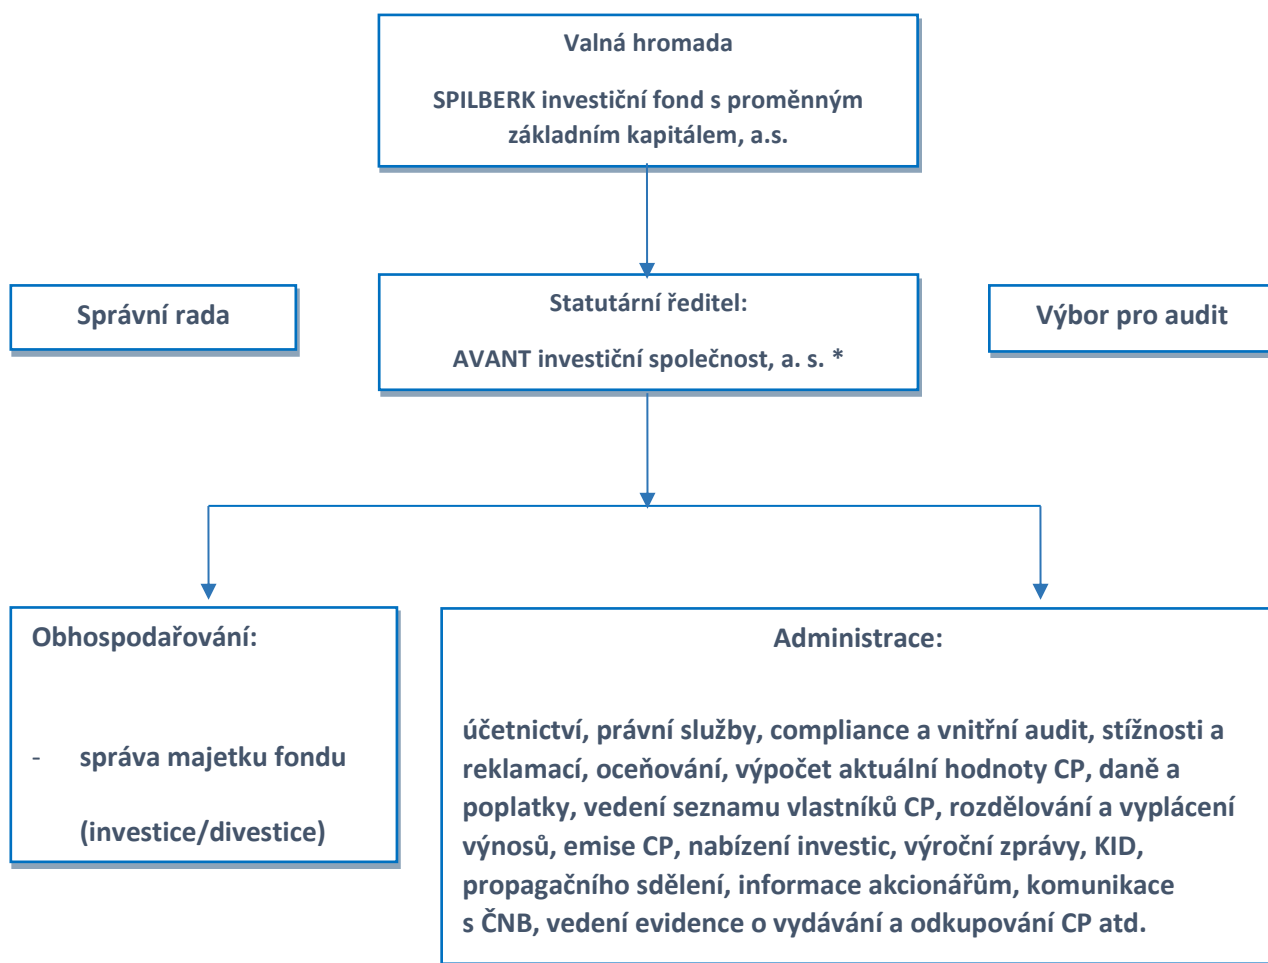 Valná hromada
SPILBERK investiční fond s proměnným
základním kapitálem, a.s.
Správní rada
Statutární ředitel:
AVANT investiční společnost, a. s. *
Výbor pro audit
Obhospodařování:
- správa majetku fondu
(investice/divestice)
Administrace:
účetnictví, právní služby, compliance a vnitřní audit, stížnosti a
reklamací, oceňování, výpočet aktuální hodnoty CP, daně a
poplatky, vedení seznamu vlastníků CP, rozdělování a vyplácení
výnosů, emise CP, nabízení investic, výroční zprávy, KID,
propagačního sdělení, informace akcionářům, komunikace
s ČNB, vedení evidence o vydávání a odkupování CP atd.